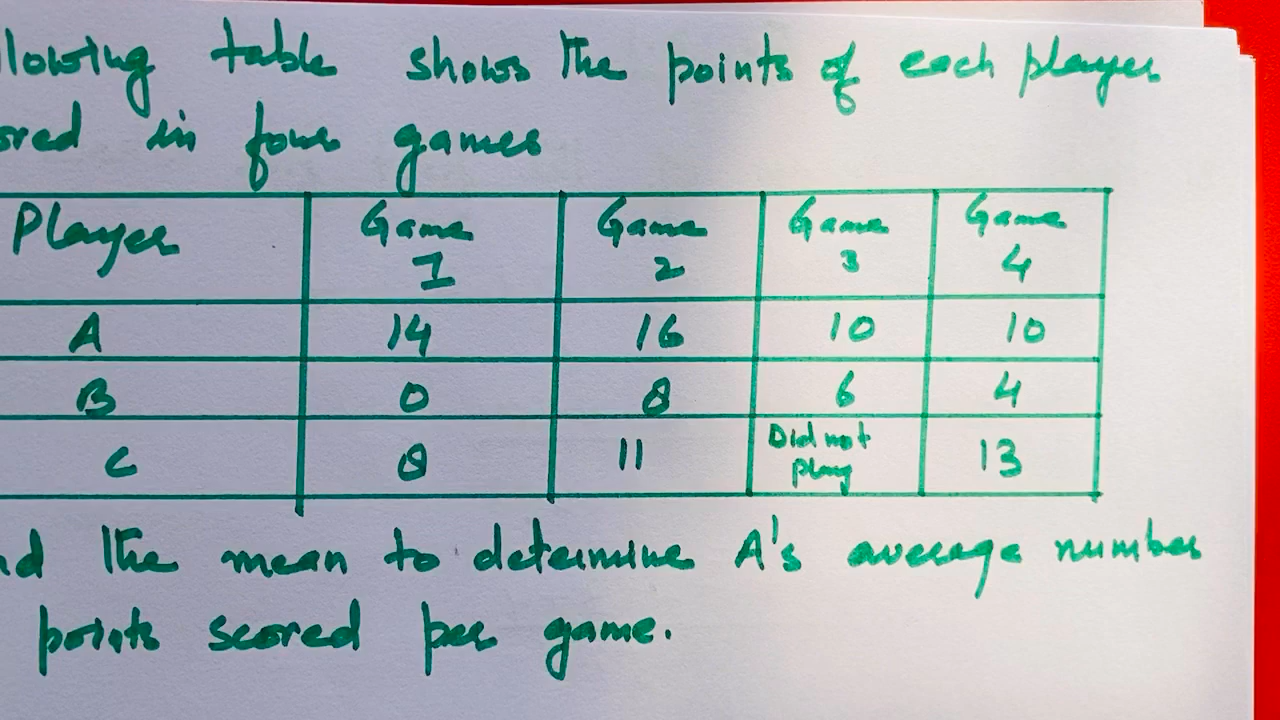 llowing table shows the points of each player
ored in four games
Player Game 1 Game 2 Game 3 Game 4
A 14 16 10 10
B 0 8 6 4
C 8 11 Did not play 13
nd the mean to determine A's average number
points scored per game.